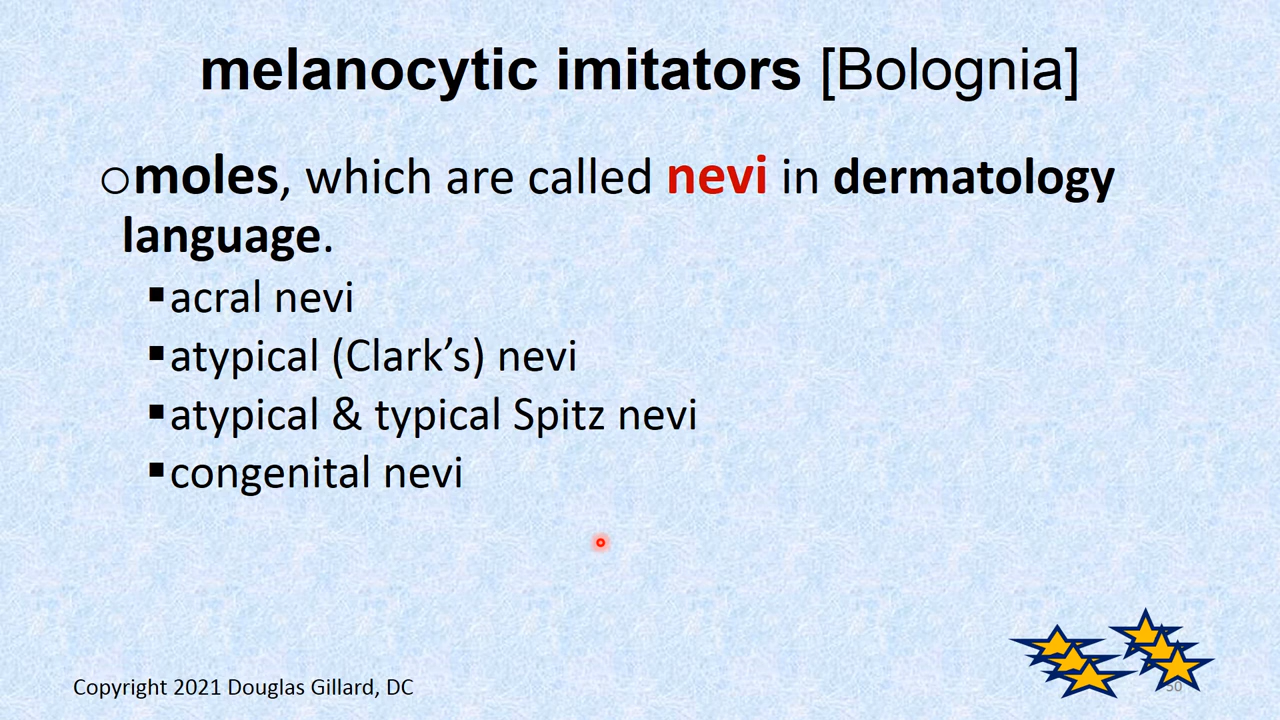 melanocytic imitators [Bolognia]
○moles, which are called nevi in dermatology
language.
▪acral nevi
▪atypical (Clark’s) nevi
▪atypical & typical Spitz nevi
▪congenital nevi
Copyright 2021 Douglas Gillard, DC
50